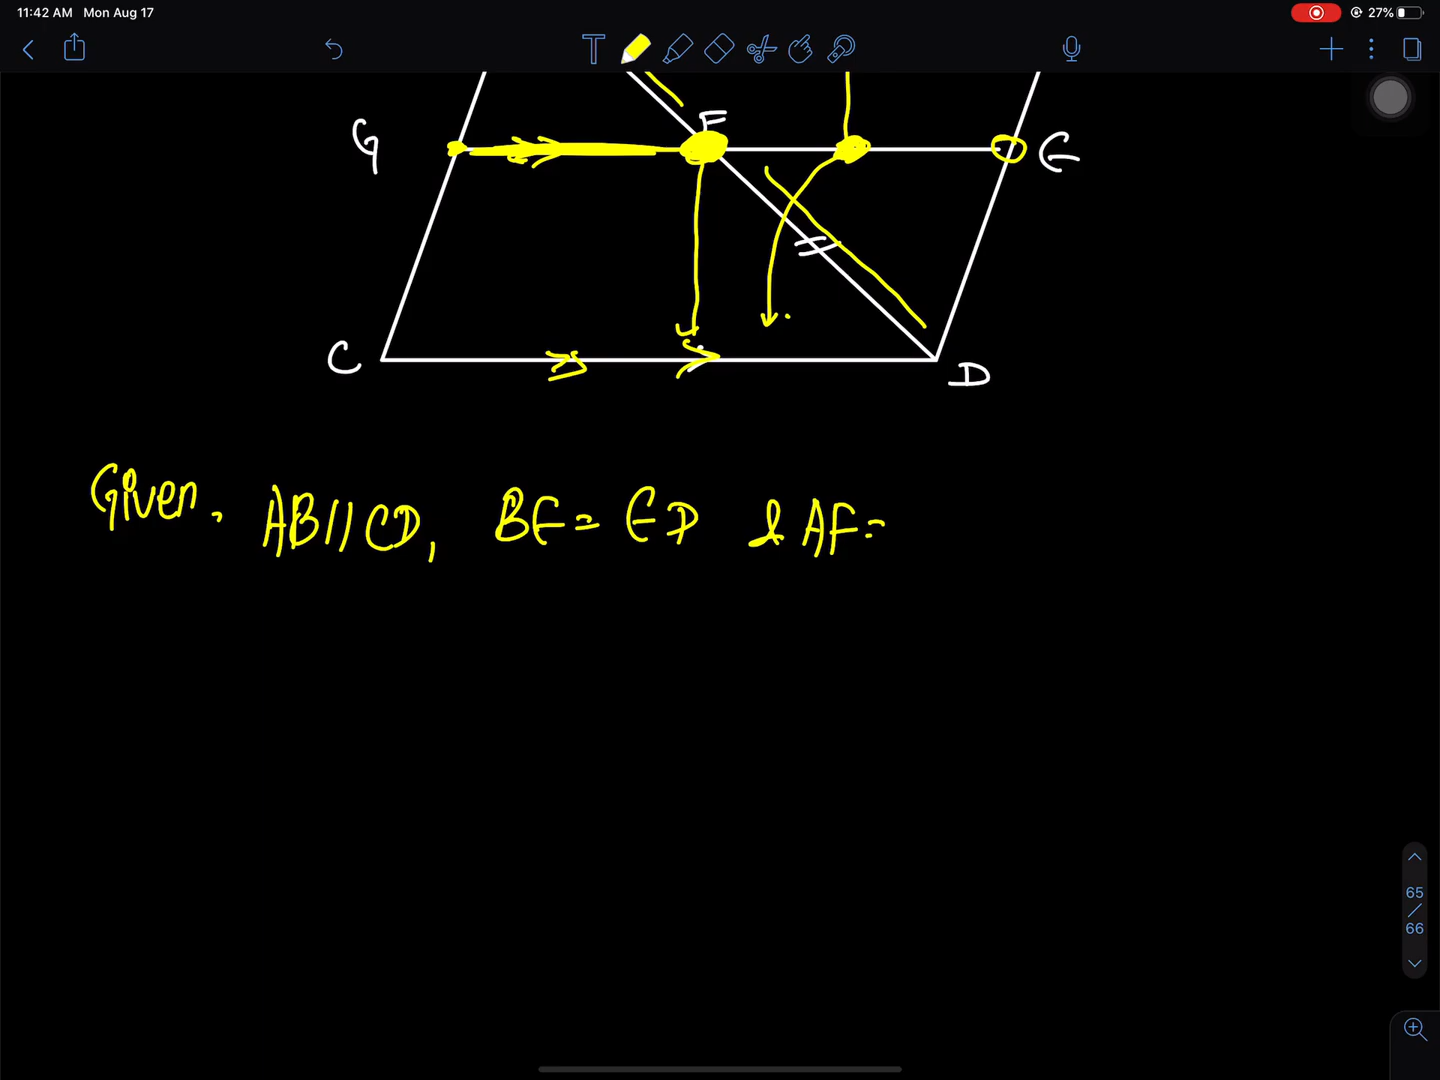 11:42 AM Mon Aug 17
27%
T
F
G
E
C
D
Given, AB//CD, BE = ED & AF =
65
/
66